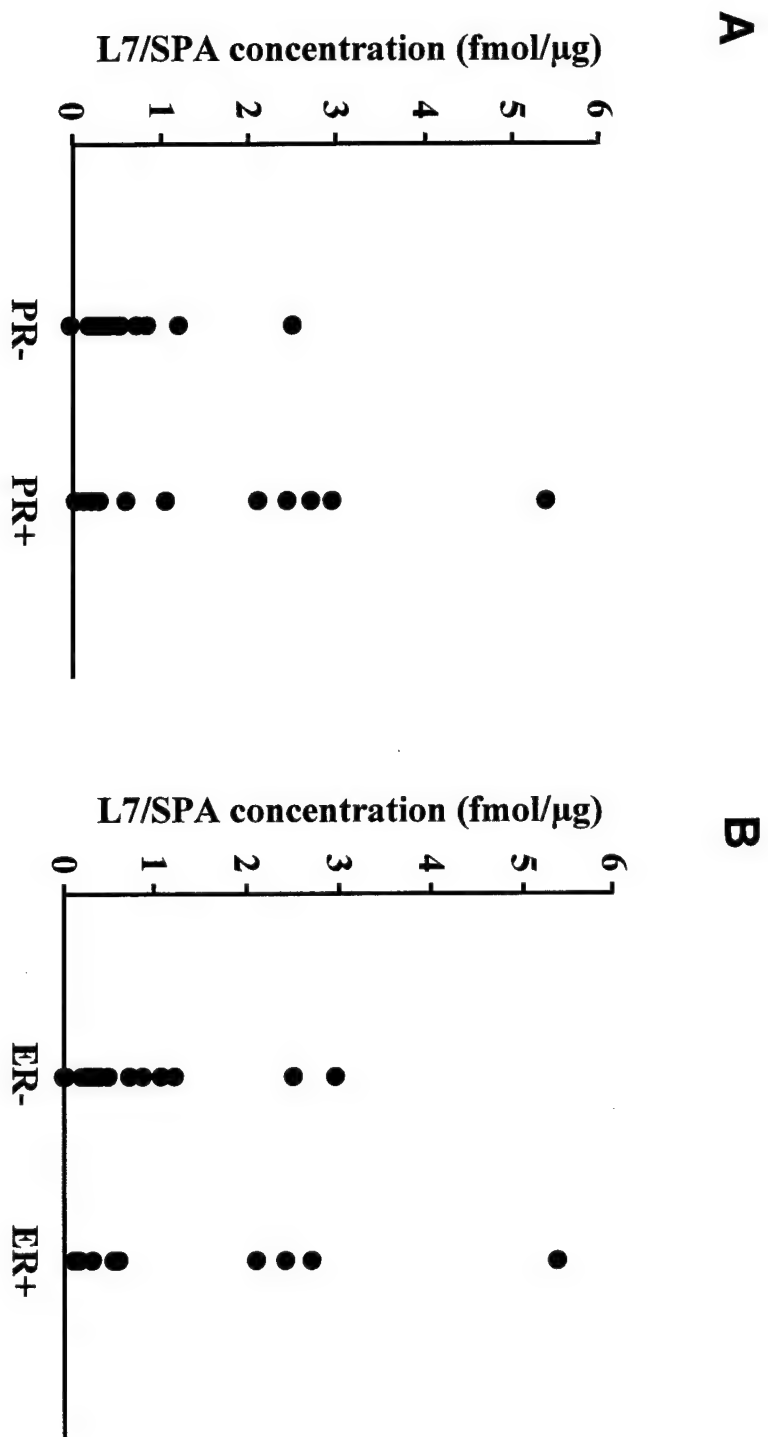 A
L7/SPA concentration (fmol/µg)
6
5
4
3
2
1
0
PR-
PR+
B
L7/SPA concentration (fmol/µg)
6
5
4
3
2
1
0
ER-
ER+